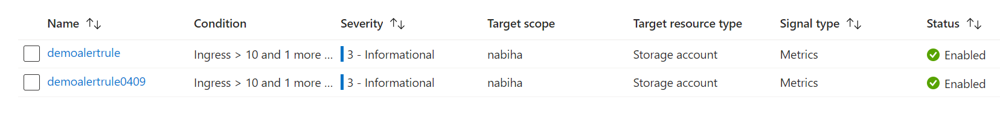 Name ↑↓ Condition Severity ↑↓ Target scope Target resource type Signal type ↑↓ Status ↑↓
demoalertrule Ingress > 10 and 1 more ... 3 - Informational nabiha Storage account Metrics Enabled
demoalertrule0409 Ingress > 10 and 1 more ... 3 - Informational nabiha Storage account Metrics Enabled